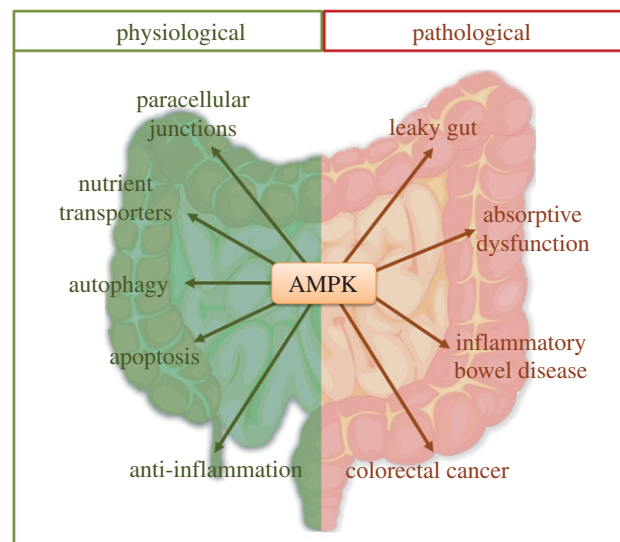 physiological
pathological
paracellular
junctions
leaky gut
nutrient
transporters
absorptive
dysfunction
autophagy
AMPK
apoptosis
inflammatory
bowel disease
anti-inflammation
colorectal cancer